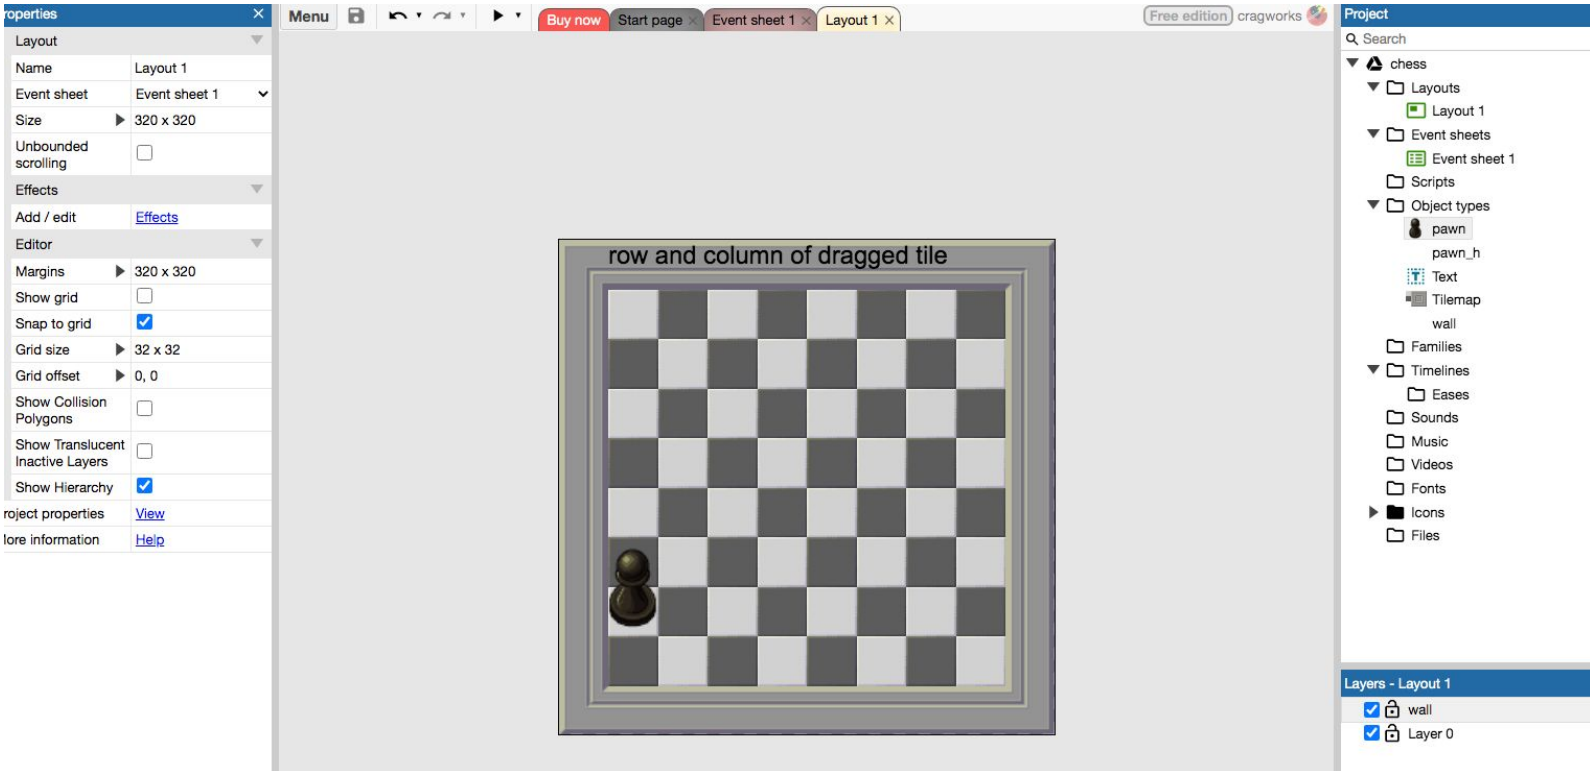 roperties
Layout
Name Layout 1
Event sheet Event sheet 1
Size 320 x 320
Unbounded
scrolling
Effects
Add / edit Effects
Editor
Margins 320 x 320
Show grid
Snap to grid
Grid size 32 x 32
Grid offset 0, 0
Show Collision
Polygons
Show Translucent
Inactive Layers
Show Hierarchy
roject properties View
lore information Help
Menu
Buy now Start page Event sheet 1 Layout 1
Free edition cragworks
row and column of dragged tile
Project
Search
chess
Layouts
Layout 1
Event sheets
Event sheet 1
Scripts
Object types
pawn
pawn_h
Text
Tilemap
wall
Families
Timelines
Eases
Sounds
Music
Videos
Fonts
Icons
Files
Layers - Layout 1
wall
Layer 0